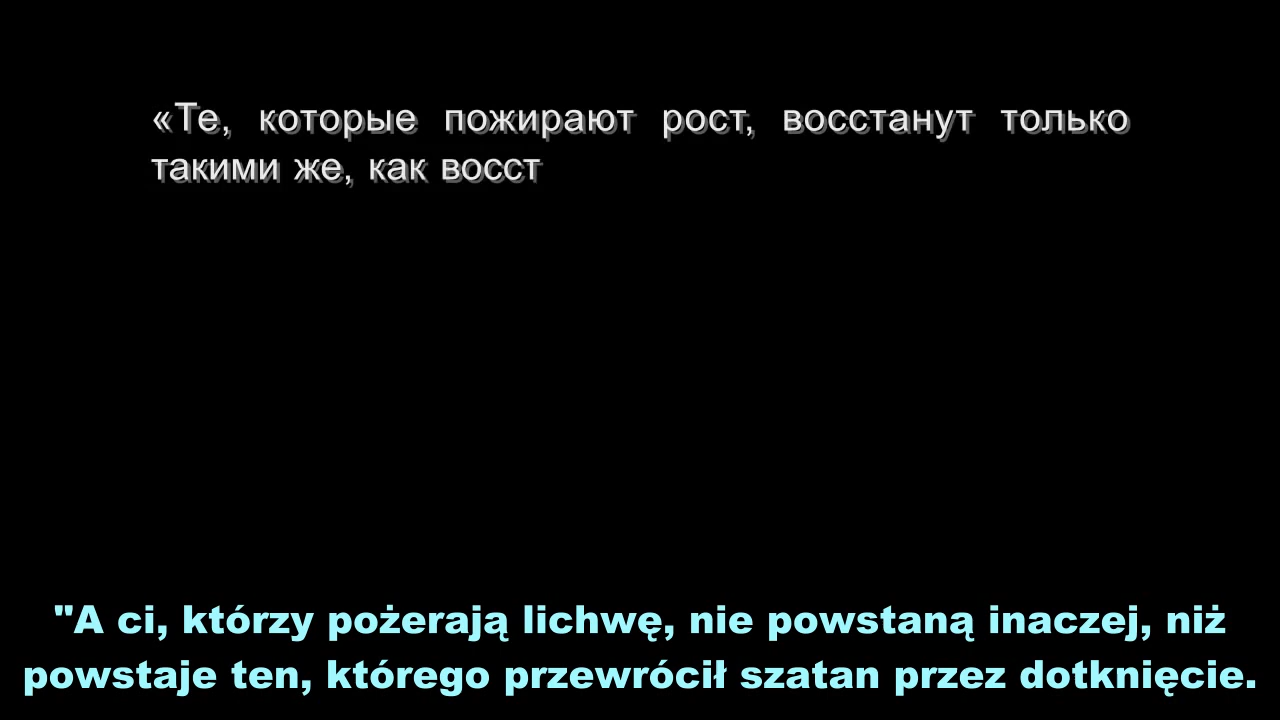 «Те, которые пожирают рост, восстанут только
такими же, как восст
"A ci, którzy pożerają lichwę, nie powstaną inaczej, niż
powstaje ten, którego przewrócił szatan przez dotknięcie.